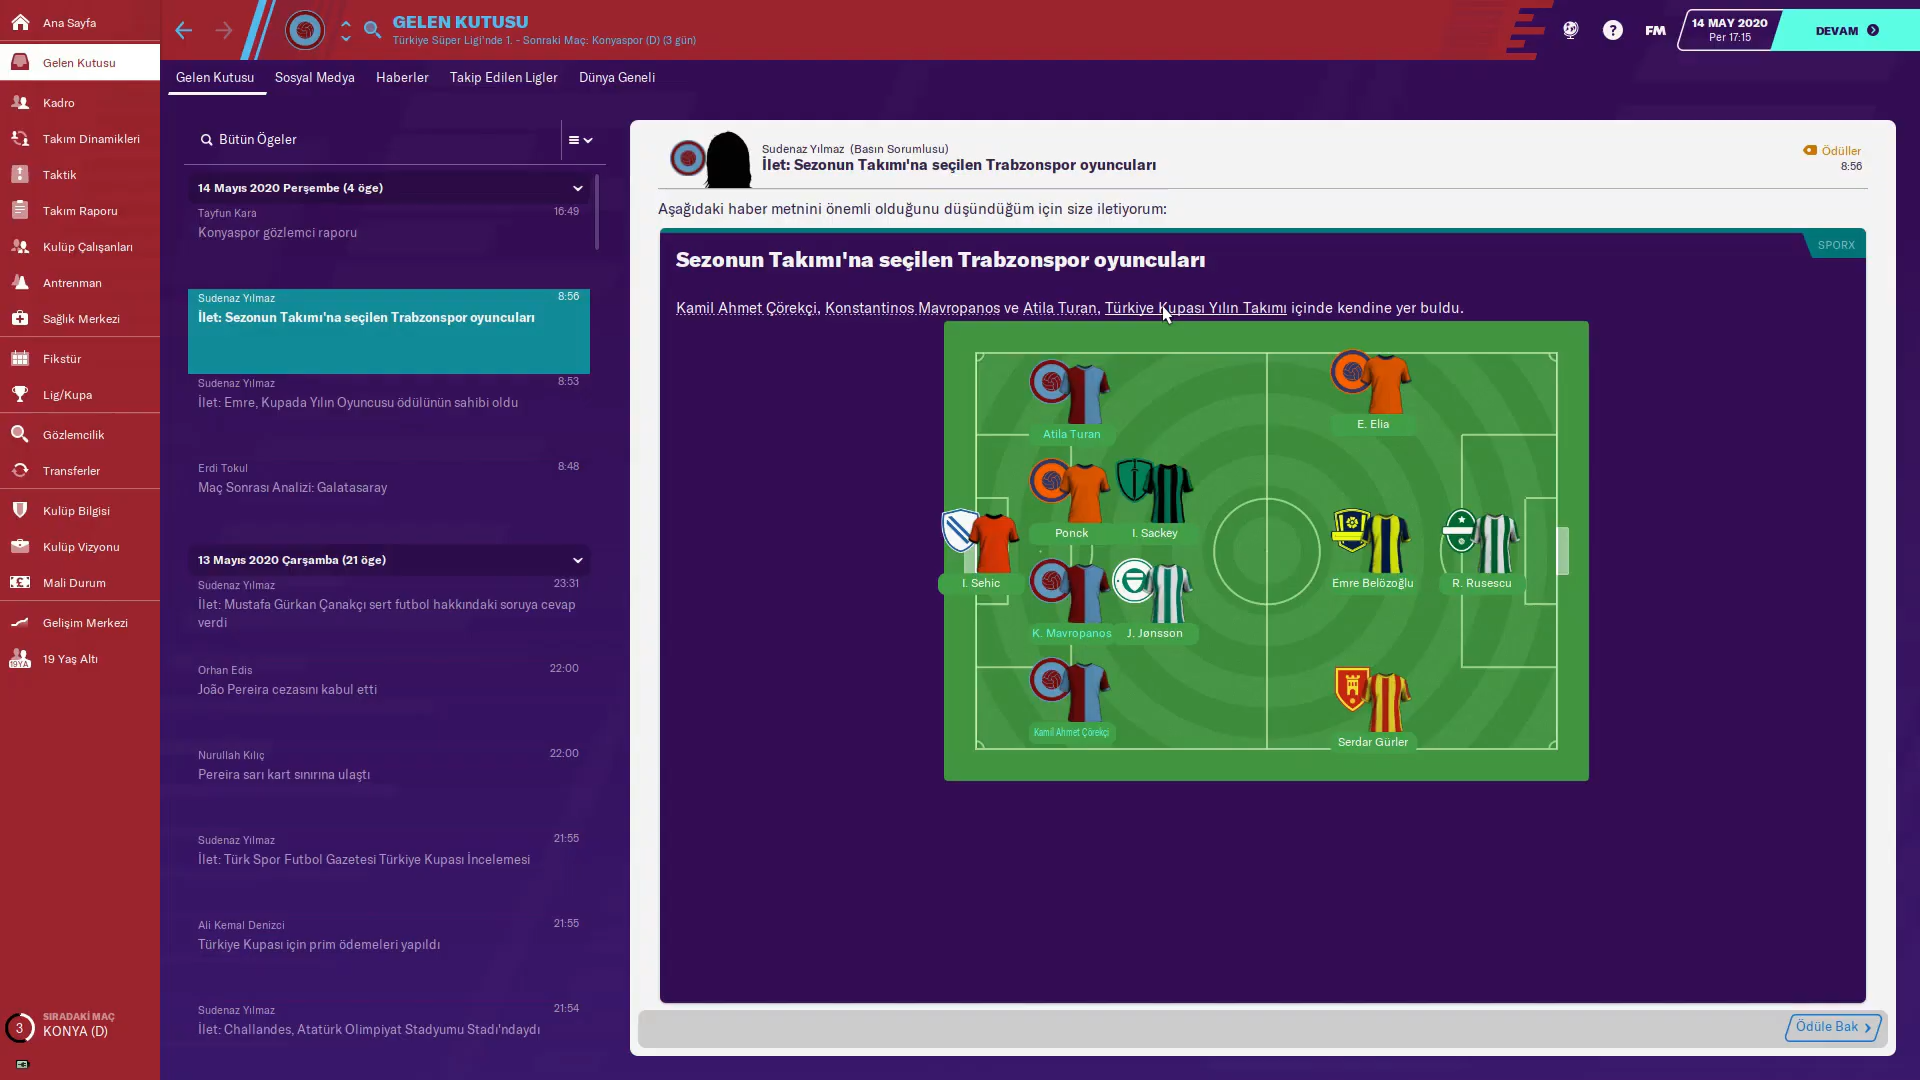 Ana Sayfa
Gelen Kutusu
Kadro
Takım Dinamikleri
Taktik
Takım Raporu
Kulüp Çalışanları
Antrenman
Sağlık Merkezi
Fikstür
Lig/Kupa
Gözlemcilik
Transferler
Kulüp Bilgisi
Kulüp Vizyonu
Mali Durum
Gelişim Merkezi
19YA
19 Yaş Altı
3
SIRADAKİ MAÇ
KONYA (D)
GELEN KUTUSU
Türkiye Süper Ligi'nde 1. - Sonraki Maç: Konyaspor (D) (3 gün)
?
FM
14 MAY 2020
Per 17:15
DEVAM
Gelen Kutusu
Sosyal Medya
Haberler
Takip Edilen Ligler
Dünya Geneli
Bütün Ögeler
14 Mayıs 2020 Perşembe (4 öge)
Tayfun Kara 16:49
Konyaspor gözlemci raporu
Sudenaz Yılmaz 8:56
İlet: Sezonun Takımı'na seçilen Trabzonspor oyuncuları
Sudenaz Yılmaz 8:53
İlet: Emre, Kupada Yılın Oyuncusu ödülünün sahibi oldu
Erdi Tokul 8:48
Maç Sonrası Analizi: Galatasaray
13 Mayıs 2020 Çarşamba (21 öge)
Sudenaz Yılmaz 23:31
İlet: Mustafa Gürkan Çanakçı sert futbol hakkındaki soruya cevap
verdi
Orhan Edis 22:00
João Pereira cezasını kabul etti
Nurullah Kılıç 22:00
Pereira sarı kart sınırına ulaştı
Sudenaz Yılmaz 21:55
İlet: Türk Spor Futbol Gazetesi Türkiye Kupası İncelemesi
Ali Kemal Denizci 21:55
Türkiye Kupası için prim ödemeleri yapıldı
Sudenaz Yılmaz 21:54
İlet: Challandes, Atatürk Olimpiyat Stadyumu Stadı'ndaydı
Sudenaz Yılmaz (Basın Sorumlusu)
İlet: Sezonun Takımı'na seçilen Trabzonspor oyuncuları
Ödüller
8:56
Aşağıdaki haber metnini önemli olduğunu düşündüğüm için size iletiyorum:
SPORX
Sezonun Takımı'na seçilen Trabzonspor oyuncuları
Kamil Ahmet Çörekçi, Konstantinos Mavropanos ve Atila Turan, Türkiye Kupası Yılın Takımı içinde kendine yer buldu.
Atila Turan
E. Elia
Ponck
I. Sackey
I. Sehic
Emre Belözoğlu
R. Rusescu
K. Mavropanos
J. Jønsson
Kamil Ahmet Çörekçi
Serdar Gürler
Ödüle Bak